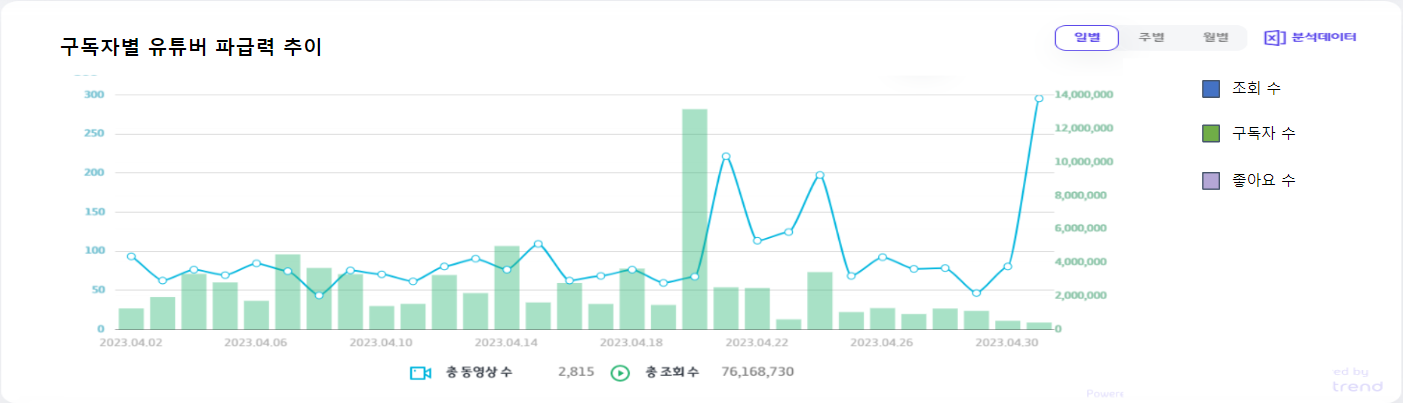 구독자별 유튜버 파급력 추이
일별 주별 월별 분석데이터
조회 수
구독자 수
좋아요 수
300 14,000,000
250 12,000,000
200 10,000,000
8,000,000
150 6,000,000
100 4,000,000
50 2,000,000
0 0
2023.04.02 2023.04.06 2023.04.10 2023.04.14 2023.04.18 2023.04.22 2023.04.26 2023.04.30
총 동영상 수 2,815 총 조회 수 76,168,730
ed by
trend
Powere